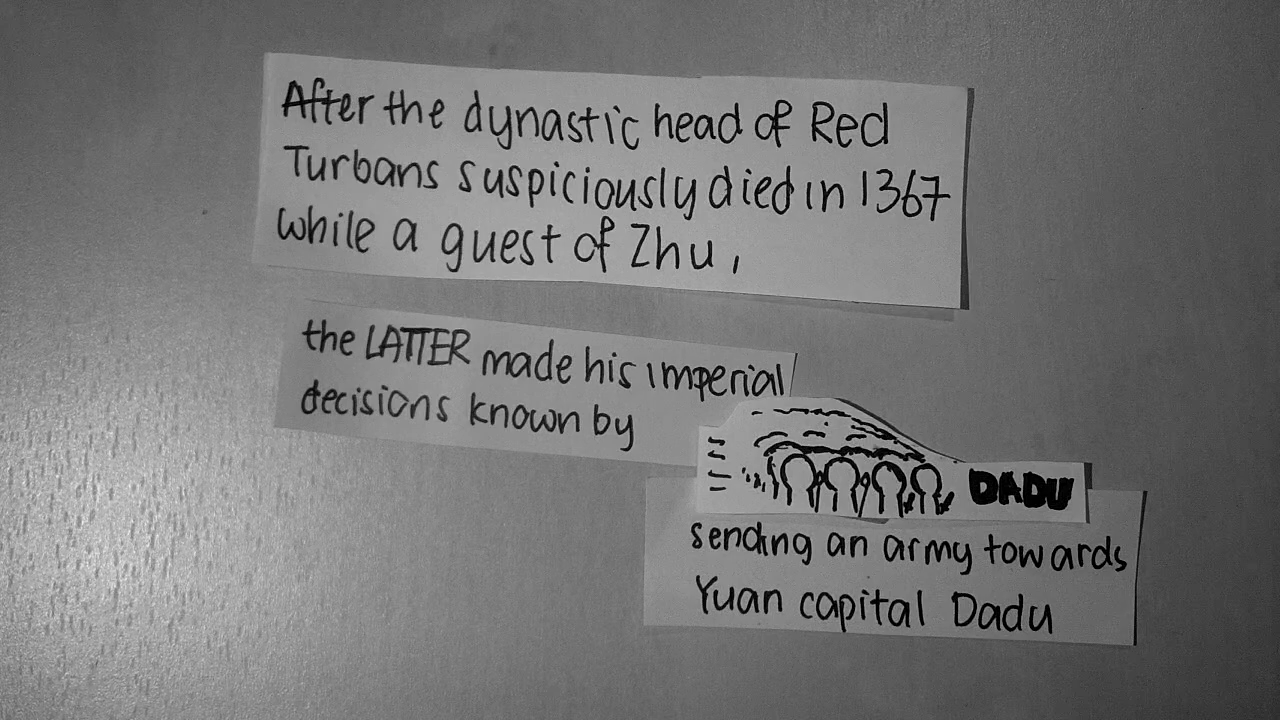 After the dynastic head of Red
Turbans suspiciously died in 1367
while a guest of Zhu,
the LATTER made his imperial
decisions known by
DADU
sending an army towards
Yuan capital Dadu